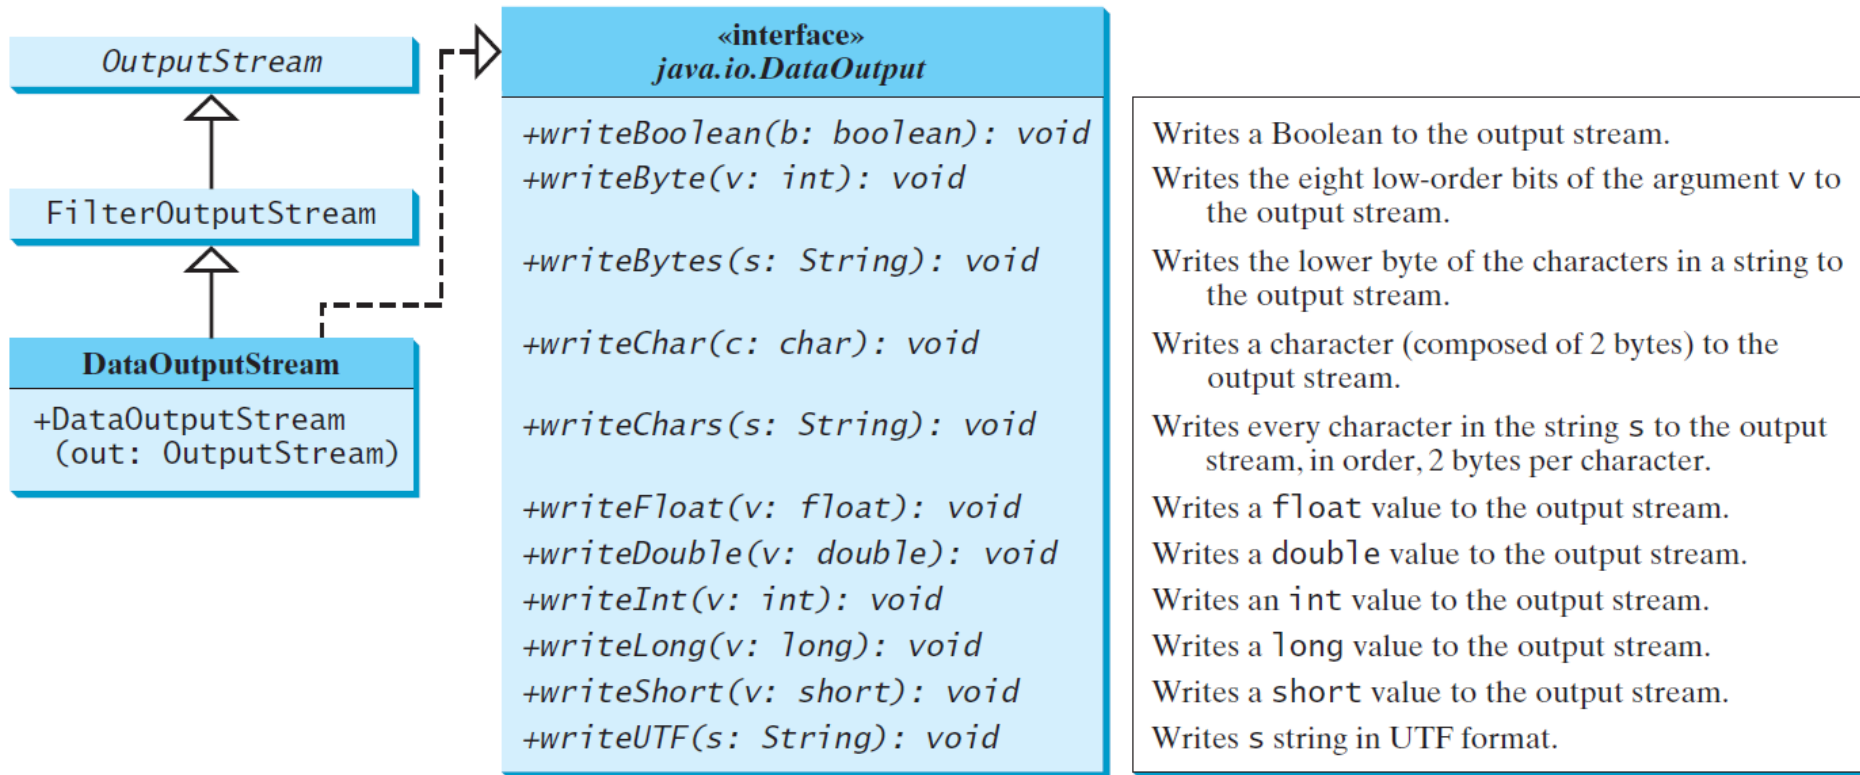 OutputStream
FilterOutputStream
DataOutputStream
+DataOutputStream
(out: OutputStream)
«interface»
java.io.DataOutput
+writeBoolean(b: boolean): void
Writes a Boolean to the output stream.
+writeByte(v: int): void
Writes the eight low-order bits of the argument v to
the output stream.
+writeBytes(s: String): void
Writes the lower byte of the characters in a string to
the output stream.
+writeChar(c: char): void
Writes a character (composed of 2 bytes) to the
output stream.
+writeChars(s: String): void
Writes every character in the string s to the output
stream, in order, 2 bytes per character.
+writeFloat(v: float): void
Writes a float value to the output stream.
+writeDouble(v: double): void
Writes a double value to the output stream.
+writeInt(v: int): void
Writes an int value to the output stream.
+writeLong(v: long): void
Writes a long value to the output stream.
+writeShort(v: short): void
Writes a short value to the output stream.
+writeUTF(s: String): void
Writes s string in UTF format.